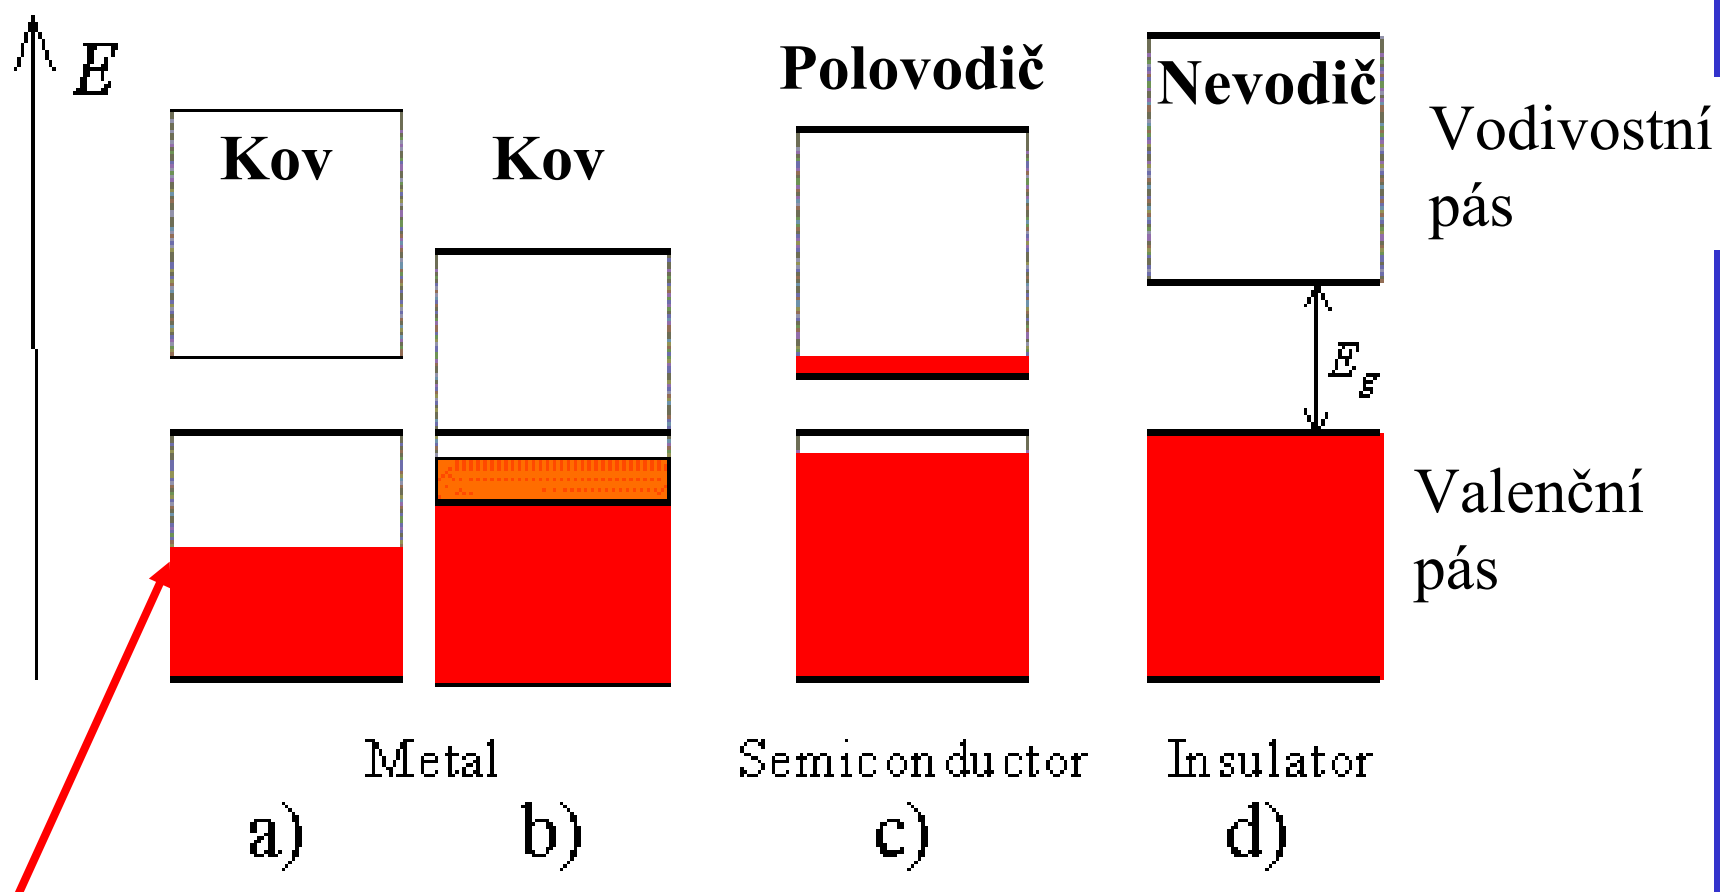 E
Kov
Kov
Polovodič
Nevodič
Vodivostní
pás
E_g
Valenční
pás
Metal
Semiconductor
Insulator
a)
b)
c)
d)